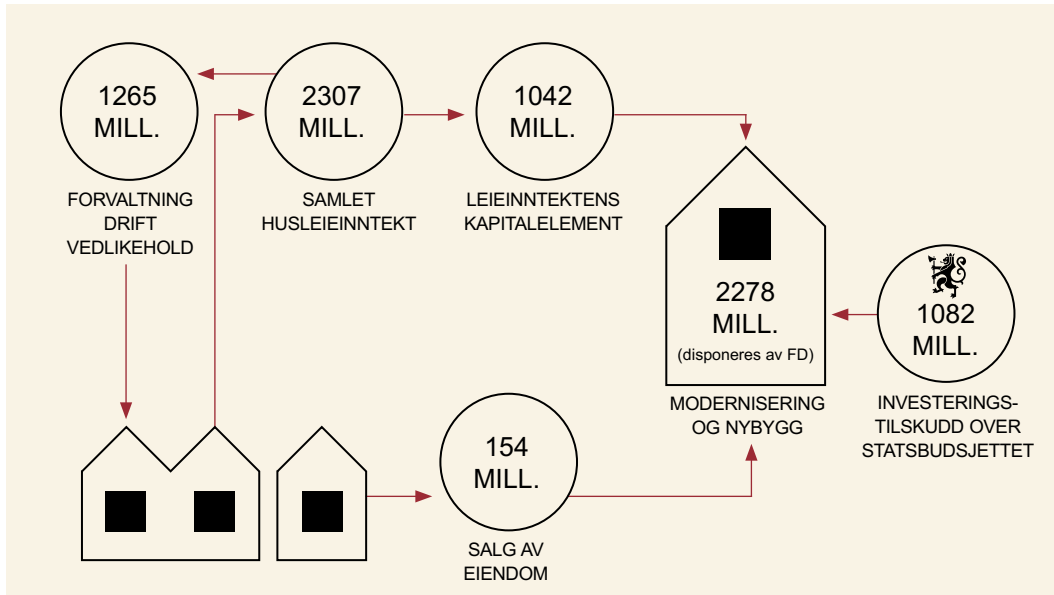 1265
MILL.
FORVALTNING
DRIFT
VEDLIKEHOLD
2307
MILL.
SAMLET
HUSLEIEINNTEKT
1042
MILL.
LEIEINNTEKTENS
KAPITALELEMENT
2278
MILL.
(disponeres av FD)
MODERNISERING
OG NYBYGG
1082
MILL.
INVESTERINGS-
TILSKUDD OVER
STATSBUDSJETTET
154
MILL.
SALG AV
EIENDOM